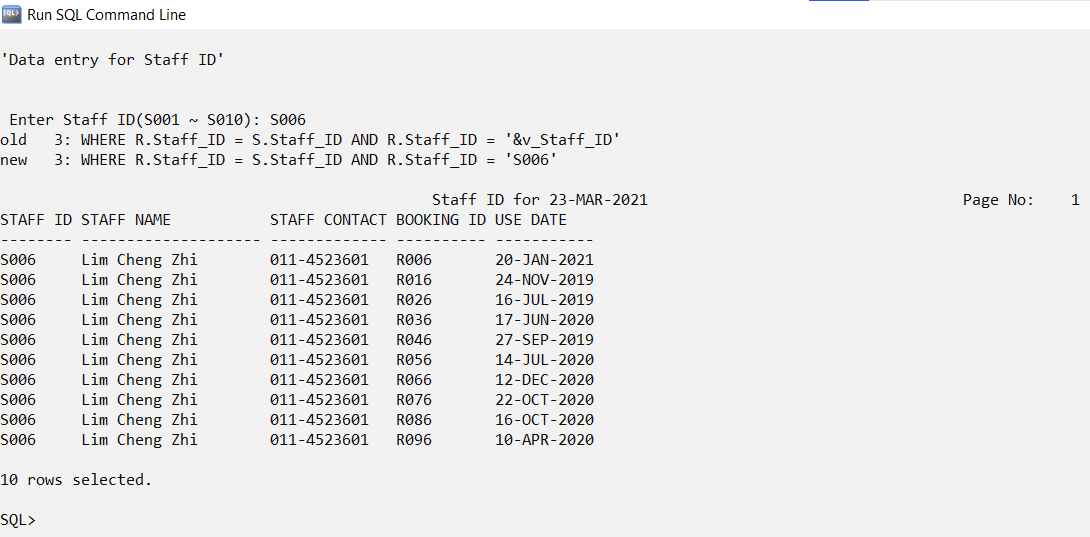 Run SQL Command Line
'Data entry for Staff ID'
Enter Staff ID(S001 ~ S010): S006
old   3: WHERE R.Staff_ID = S.Staff_ID AND R.Staff_ID = '&v_Staff_ID'
new   3: WHERE R.Staff_ID = S.Staff_ID AND R.Staff_ID = 'S006'
Staff ID for 23-MAR-2021                                   Page No:    1
STAFF ID STAFF NAME           STAFF CONTACT BOOKING ID USE DATE
-------- -------------------- ------------- ---------- -----------
S006     Lim Cheng Zhi        011-4523601   R006       20-JAN-2021
S006     Lim Cheng Zhi        011-4523601   R016       24-NOV-2019
S006     Lim Cheng Zhi        011-4523601   R026       16-JUL-2019
S006     Lim Cheng Zhi        011-4523601   R036       17-JUN-2020
S006     Lim Cheng Zhi        011-4523601   R046       27-SEP-2019
S006     Lim Cheng Zhi        011-4523601   R056       14-JUL-2020
S006     Lim Cheng Zhi        011-4523601   R066       12-DEC-2020
S006     Lim Cheng Zhi        011-4523601   R076       22-OCT-2020
S006     Lim Cheng Zhi        011-4523601   R086       16-OCT-2020
S006     Lim Cheng Zhi        011-4523601   R096       10-APR-2020
10 rows selected.
SQL>